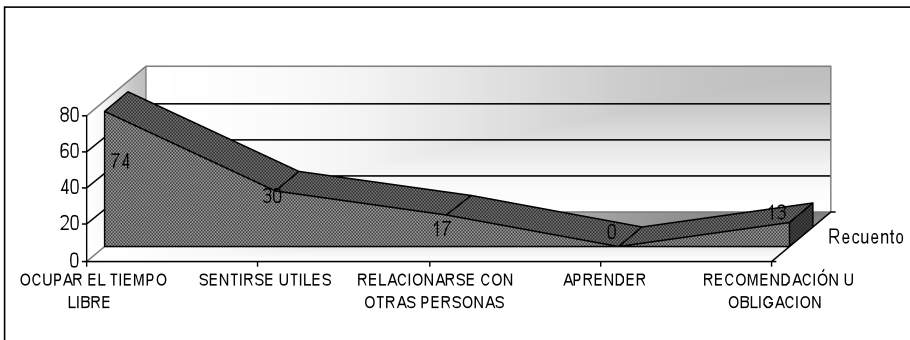 80
60
40
20
0
74
30
17
0
13
Recuento
OCUPAR EL TIEMPO
LIBRE
SENTIRSE UTILES
RELACIONARSE CON
OTRAS PERSONAS
APRENDER
RECOMENDACIÓN U
OBLIGACION